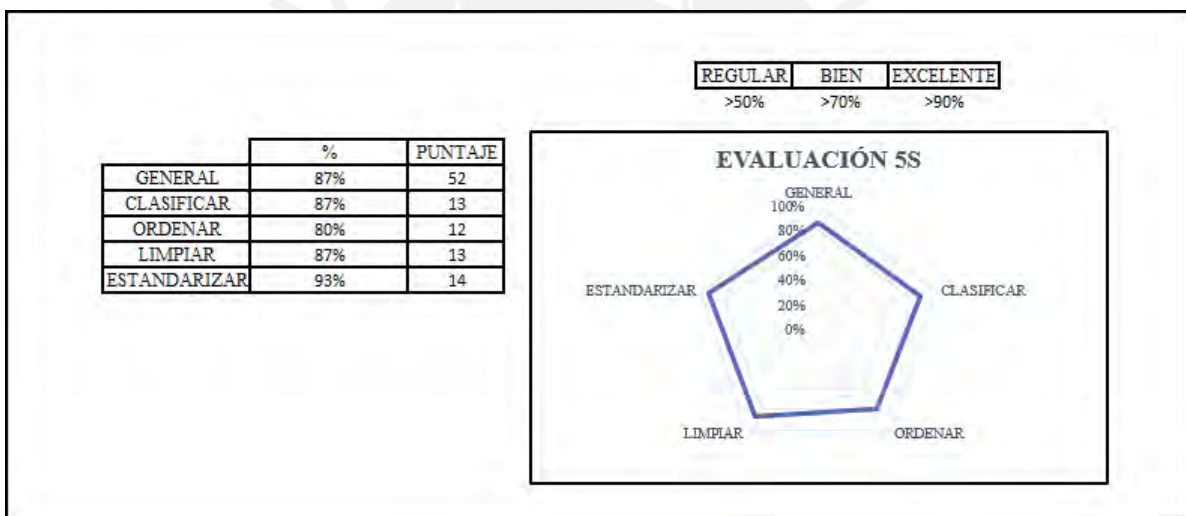 REGULAR BIEN EXCELENTE
>50% >70% >90%
% PUNTAJE
GENERAL 87% 52
CLASIFICAR 87% 13
ORDENAR 80% 12
LIMPIAR 87% 13
ESTANDARIZAR 93% 14
EVALUACIÓN 5S
GENERAL
100%
80%
60%
40%
20%
0%
ESTANDARIZAR
CLASIFICAR
LIMPIAR
ORDENAR